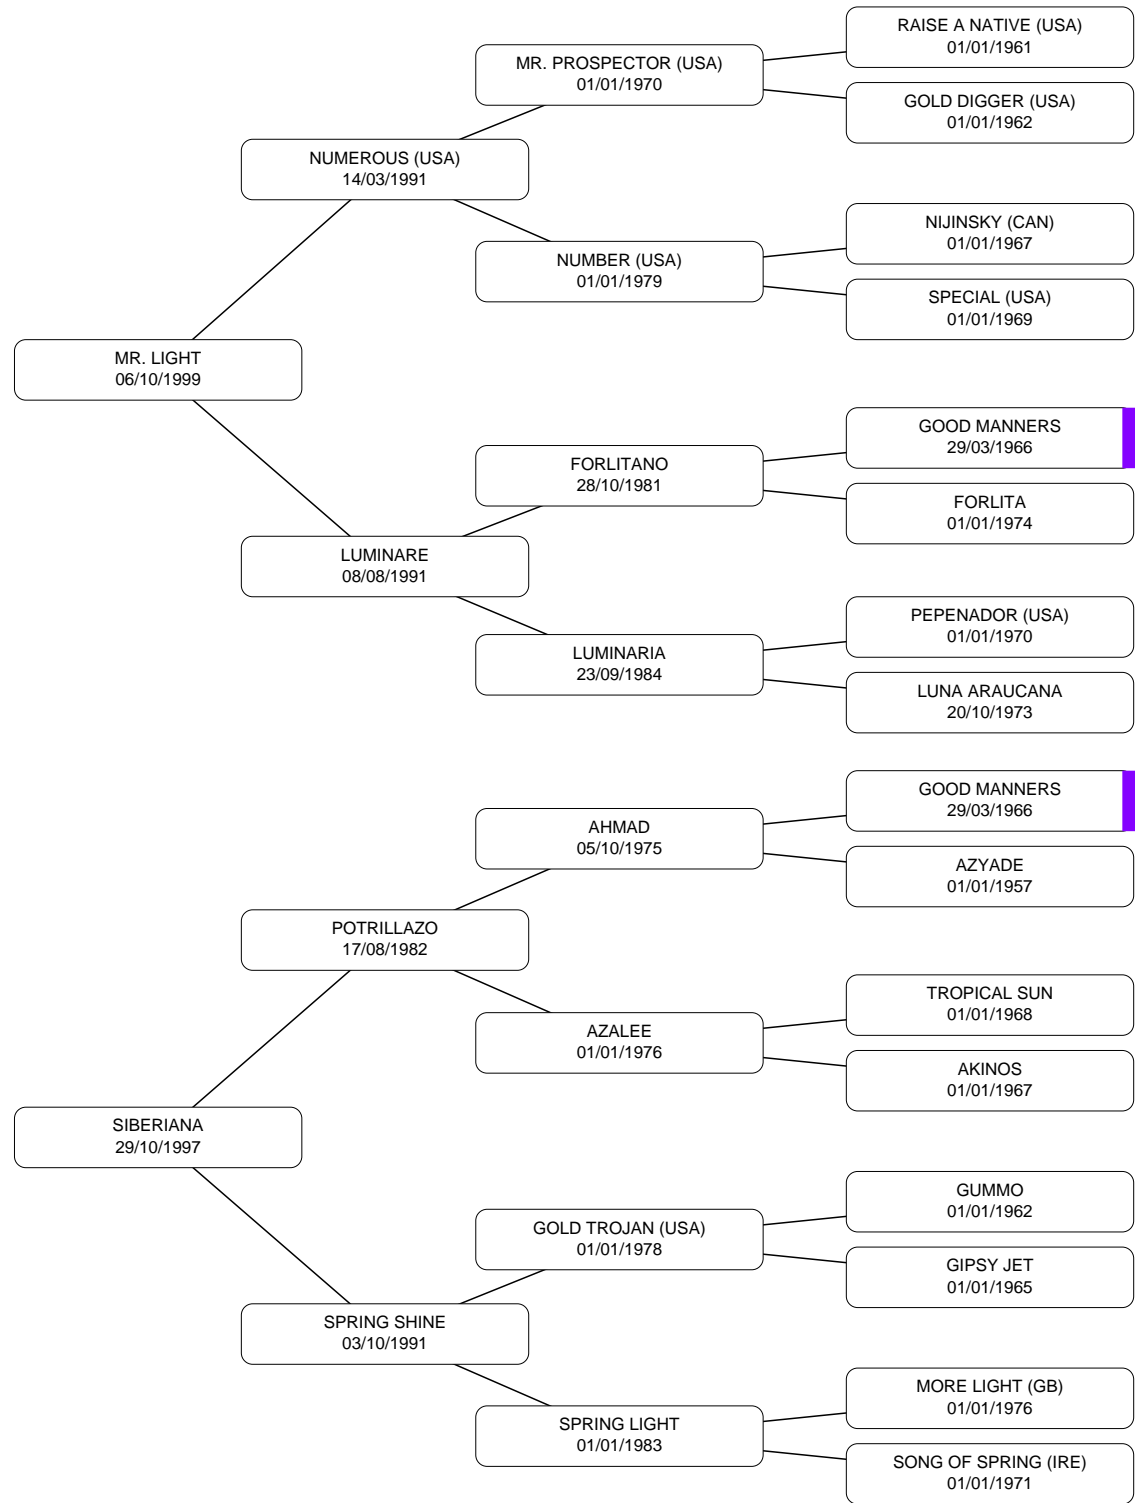 RAISE A NATIVE (USA)
01/01/1961
MR. PROSPECTOR (USA)
01/01/1970
GOLD DIGGER (USA)
01/01/1962
NUMEROUS (USA)
14/03/1991
NIJINSKY (CAN)
01/01/1967
NUMBER (USA)
01/01/1979
SPECIAL (USA)
01/01/1969
MR. LIGHT
06/10/1999
GOOD MANNERS
29/03/1966
FORLITANO
28/10/1981
FORLITA
01/01/1974
LUMINARE
08/08/1991
PEPENADOR (USA)
01/01/1970
LUMINARIA
23/09/1984
LUNA ARAUCANA
20/10/1973
GOOD MANNERS
29/03/1966
AHMAD
05/10/1975
AZYADE
01/01/1957
POTRILLAZO
17/08/1982
TROPICAL SUN
01/01/1968
AZALEE
01/01/1976
AKINOS
01/01/1967
SIBERIANA
29/10/1997
GUMMO
01/01/1962
GOLD TROJAN (USA)
01/01/1978
GIPSY JET
01/01/1965
SPRING SHINE
03/10/1991
MORE LIGHT (GB)
01/01/1976
SPRING LIGHT
01/01/1983
SONG OF SPRING (IRE)
01/01/1971